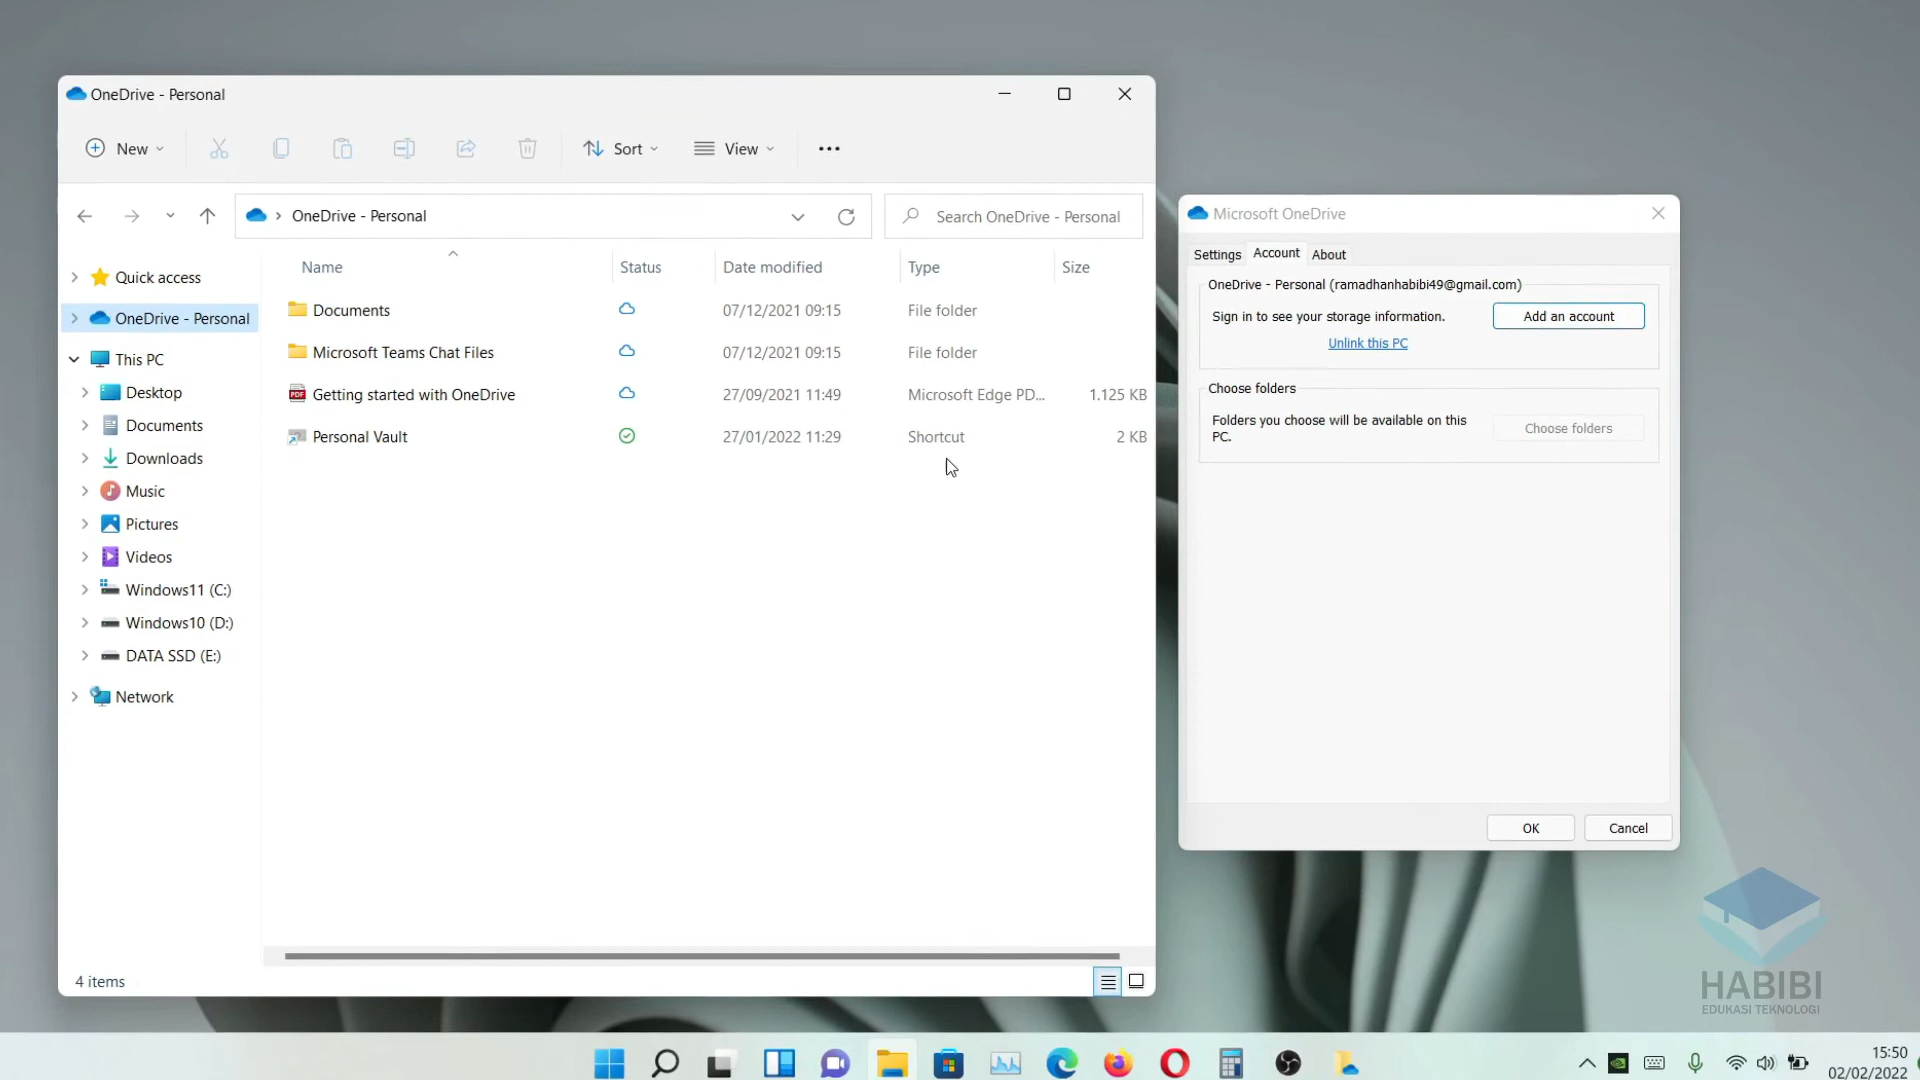 OneDrive - Personal
New
Sort
View
OneDrive - Personal
Search OneDrive - Personal
Name Status Date modified Type Size
Quick access
OneDrive - Personal
This PC
Desktop
Documents
Downloads
Music
Pictures
Videos
Windows11 (C:)
Windows10 (D:)
DATA SSD (E:)
Network
Documents 07/12/2021 09:15 File folder
Microsoft Teams Chat Files 07/12/2021 09:15 File folder
PDF Getting started with OneDrive 27/09/2021 11:49 Microsoft Edge PD... 1.125 KB
Personal Vault 27/01/2022 11:29 Shortcut 2 KB
4 items
Microsoft OneDrive
Settings Account About
OneDrive - Personal (ramadhanhabibi49@gmail.com)
Sign in to see your storage information. Add an account
Unlink this PC
Choose folders
Folders you choose will be available on this
PC.
Choose folders
OK Cancel
HABIBI
EDUKASI TEKNOLOGI
15:50
02/02/2022